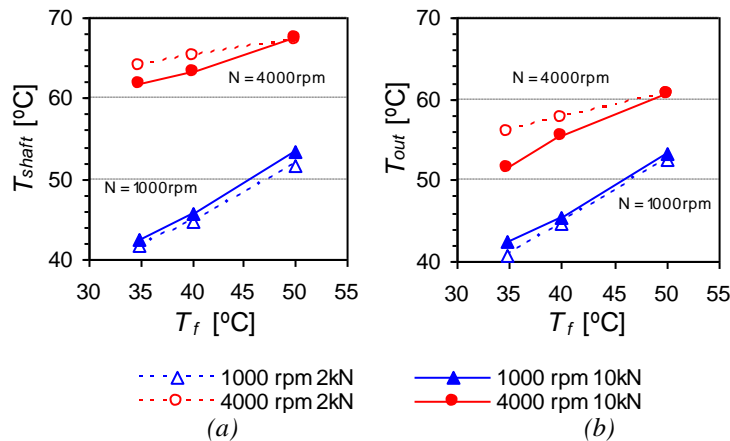 70
60
50
40
T_shaft [ºC]
N = 4000rpm
N = 1000rpm
30 35 40 45 50 55
T_f [ºC]
70
60
50
40
T_out [ºC]
N = 4000rpm
N = 1000rpm
30 35 40 45 50 55
T_f [ºC]
1000 rpm 2kN
1000 rpm 10kN
4000 rpm 2kN
4000 rpm 10kN
(a)
(b)